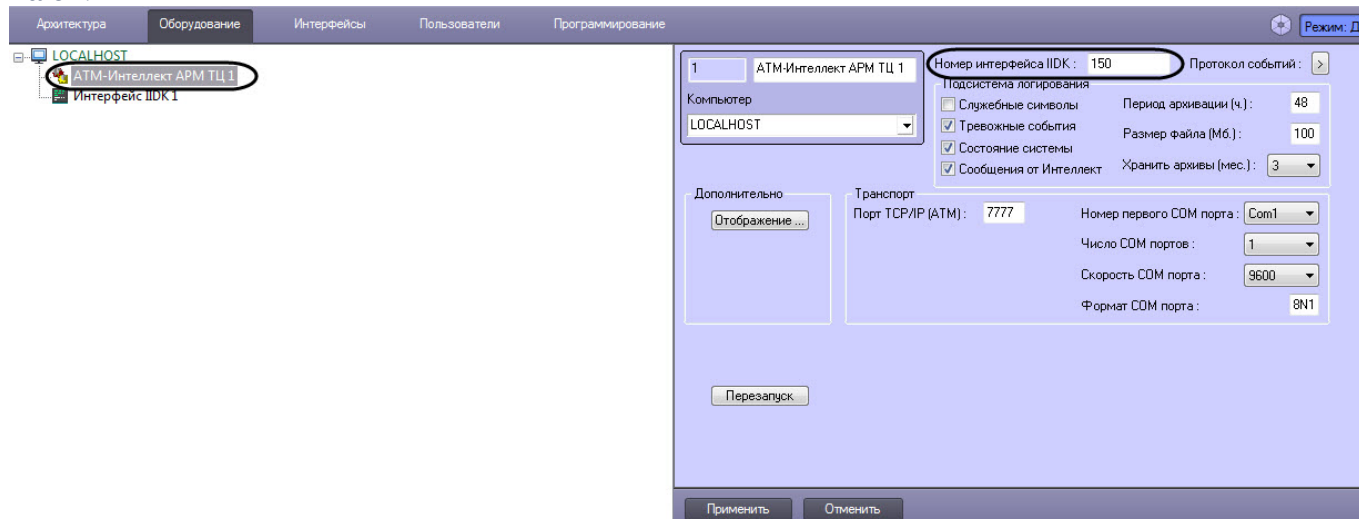 Архитектура Оборудование Интерфейсы Пользователи Программирование Режим: Д
LOCALHOST
АТМ-Интеллект АРМ ТЦ 1
Интерфейс IIDK 1
1 АТМ-Интеллект АРМ ТЦ 1
Компьютер
LOCALHOST
Номер интерфейса IIDK : 150 Протокол событий : >
Подсистема логирования
Служебные символы Период архивации (ч.) : 48
Тревожные события Размер файла (Мб.) : 100
Состояние системы
Сообщения от Интеллект Хранить архивы (мес.) : 3
Дополнительно
Отображение ...
Транспорт
Порт TCP/IP (ATM) : 7777 Номер первого COM порта : Com1
Число COM портов : 1
Скорость COM порта : 9600
Формат COM порта : 8N1
Перезапуск
Применить Отменить